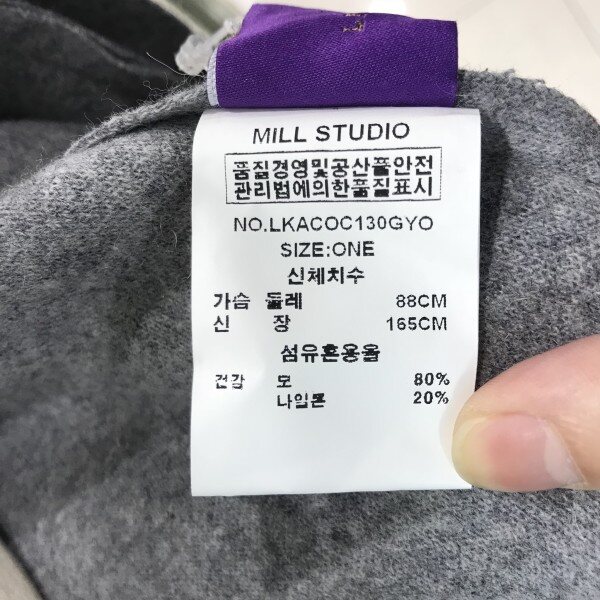 MILL STUDIO
품질경영및공산품안전
관리법에의한품질표시
NO.LKACOC130GYO
SIZE:ONE
신체치수
가슴 둘레 88CM
신 장 165CM
섬유혼용율
겉감 모 80%
나일론 20%